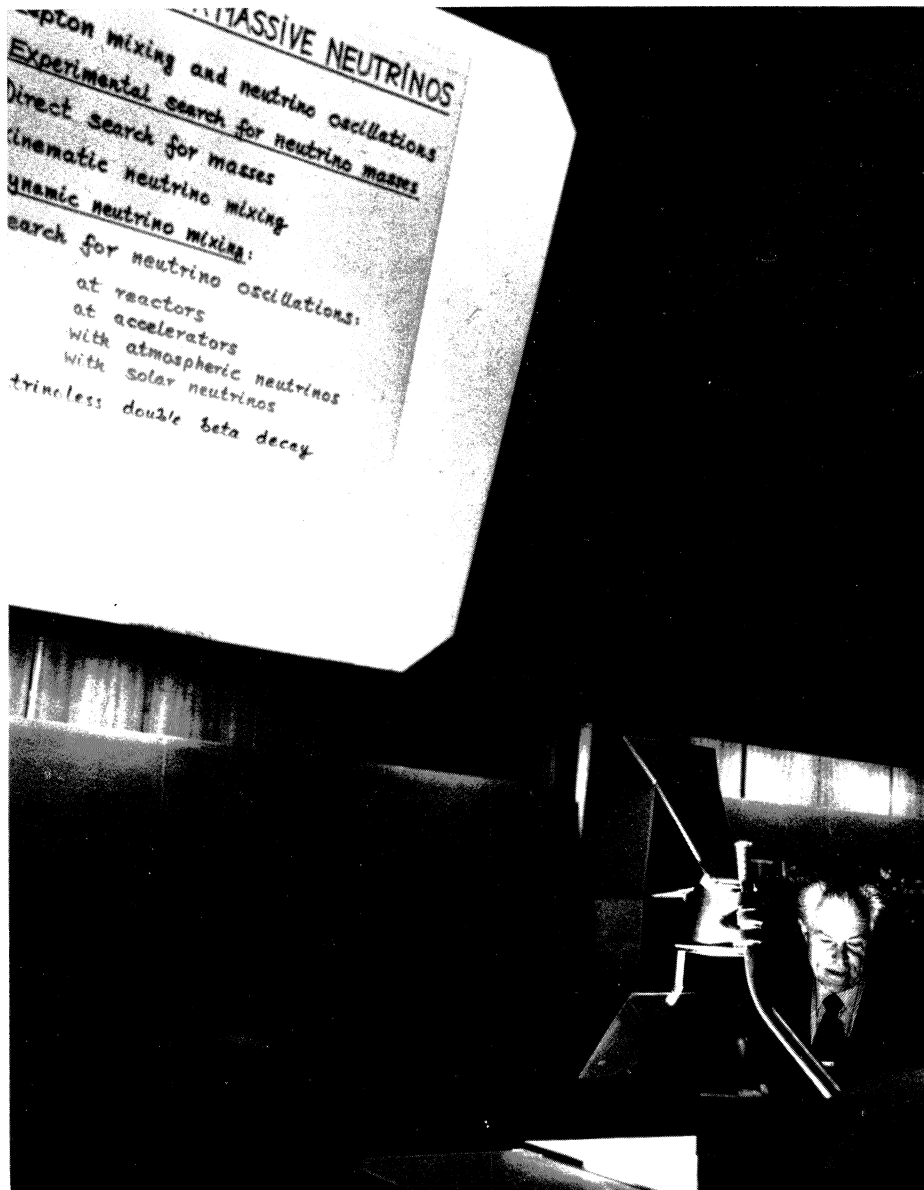 MASSIVE NEUTRINOS
pton mixing and neutrino oscillations
Experimental search for neutrino masses
Direct search for masses
inematic neutrino mixing
ynamic neutrino mixing:
earch for neutrino oscillations:
at reactors
at accelerators
with atmospheric neutrinos
with solar neutrinos
trinoless double beta decay